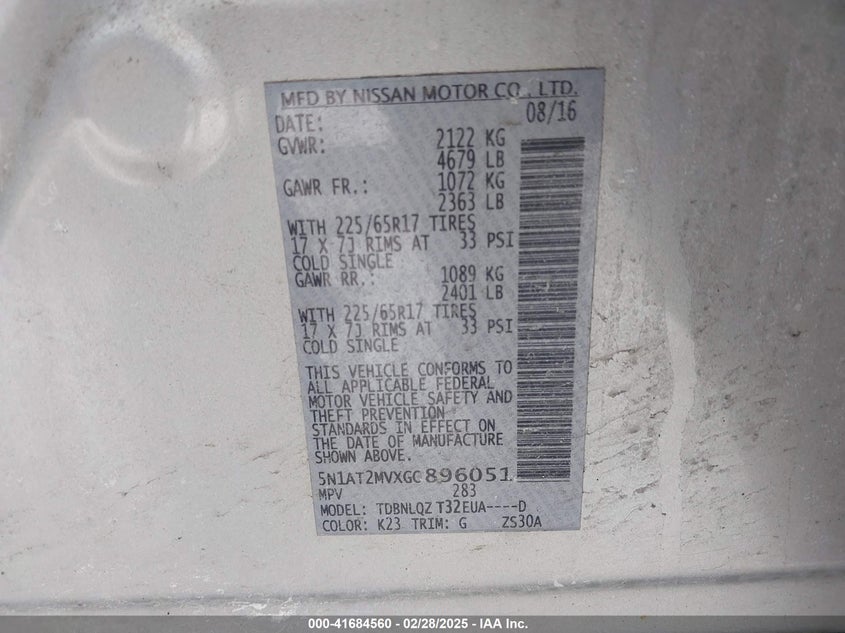 MFD BY NISSAN MOTOR CO., LTD.
DATE: 08/16
GVWR: 2122 KG
4679 LB
GAWR FR.: 1072 KG
2363 LB
WITH 225/65R17 TIRES
17 X 7J RIMS AT 33 PSI
COLD SINGLE
GAWR RR.: 1089 KG
2401 LB
WITH 225/65R17 TIRES
17 X 7J RIMS AT 33 PSI
COLD SINGLE
THIS VEHICLE CONFORMS TO
ALL APPLICABLE FEDERAL
MOTOR VEHICLE SAFETY AND
THEFT PREVENTION
STANDARDS IN EFFECT ON
THE DATE OF MANUFACTURE
SHOWN ABOVE.
5N1AT2MVXGC896051
MPV 283
MODEL: TDBNLQZ T32EUA----D
COLOR: K23 TRIM: G ZS30A
000-41684560 - 02/28/2025 - IAA Inc.